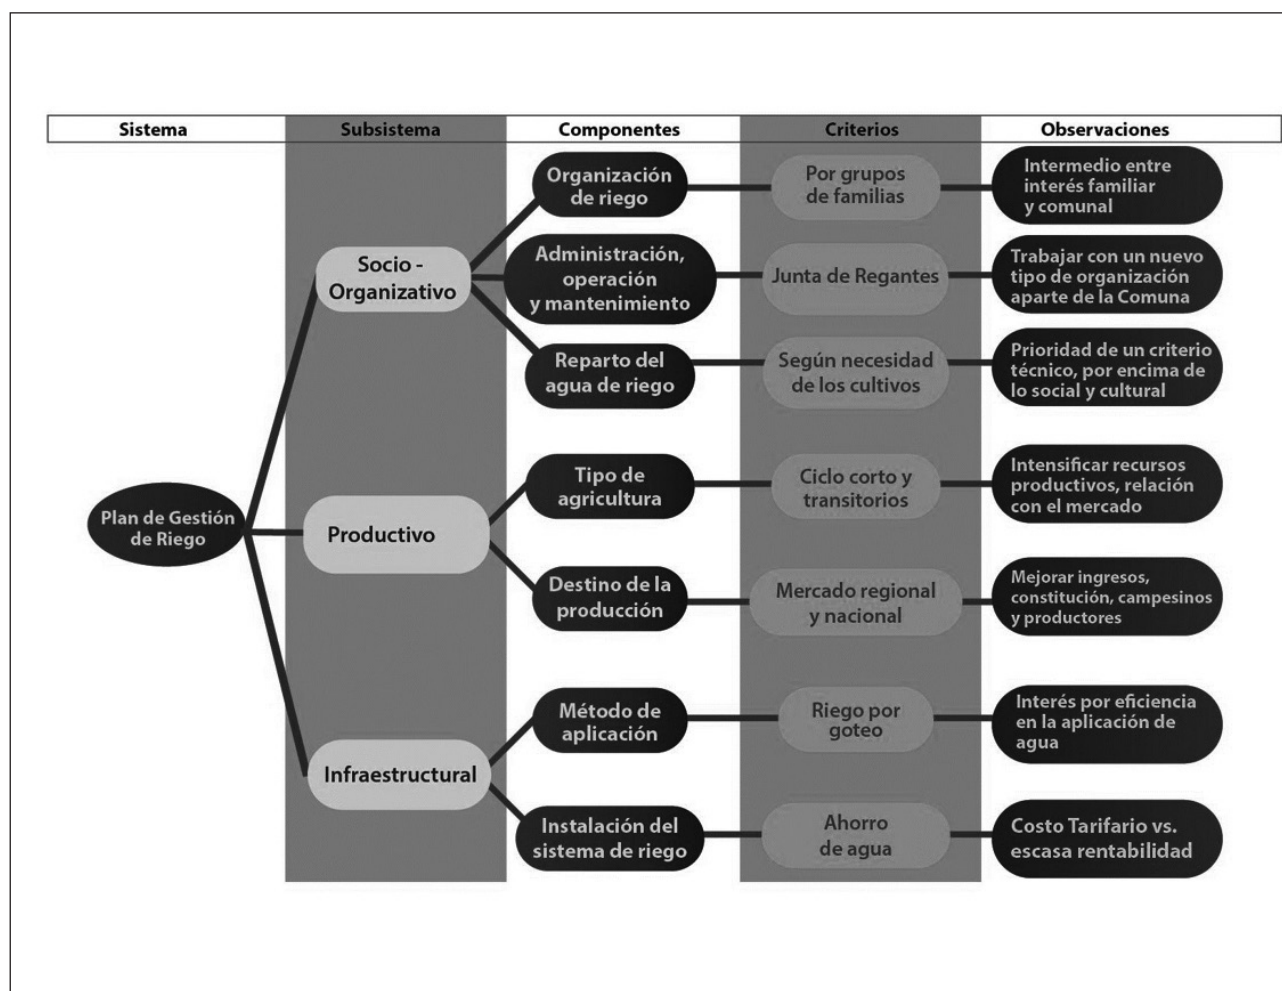 Sistema
Subsistema
Componentes
Criterios
Observaciones
Plan de Gestión
de Riego
Socio -
Organizativo
Organización
de riego
Por grupos
de familias
Intermedio entre
interés familiar
y comunal
Administración,
operación
y mantenimiento
Junta de Regantes
Trabajar con un nuevo
tipo de organización
aparte de la Comuna
Reparto del
agua de riego
Según necesidad
de los cultivos
Prioridad de un criterio
técnico, por encima de
lo social y cultural
Productivo
Tipo de
agricultura
Ciclo corto y
transitorios
Intensificar recursos
productivos, relación
con el mercado
Destino de la
producción
Mercado regional
y nacional
Mejorar ingresos,
constitución, campesinos
y productores
Infraestructural
Método de
aplicación
Riego por
goteo
Interés por eficiencia
en la aplicación de
agua
Instalación del
sistema de riego
Ahorro
de agua
Costo Tarifario vs.
escasa rentabilidad